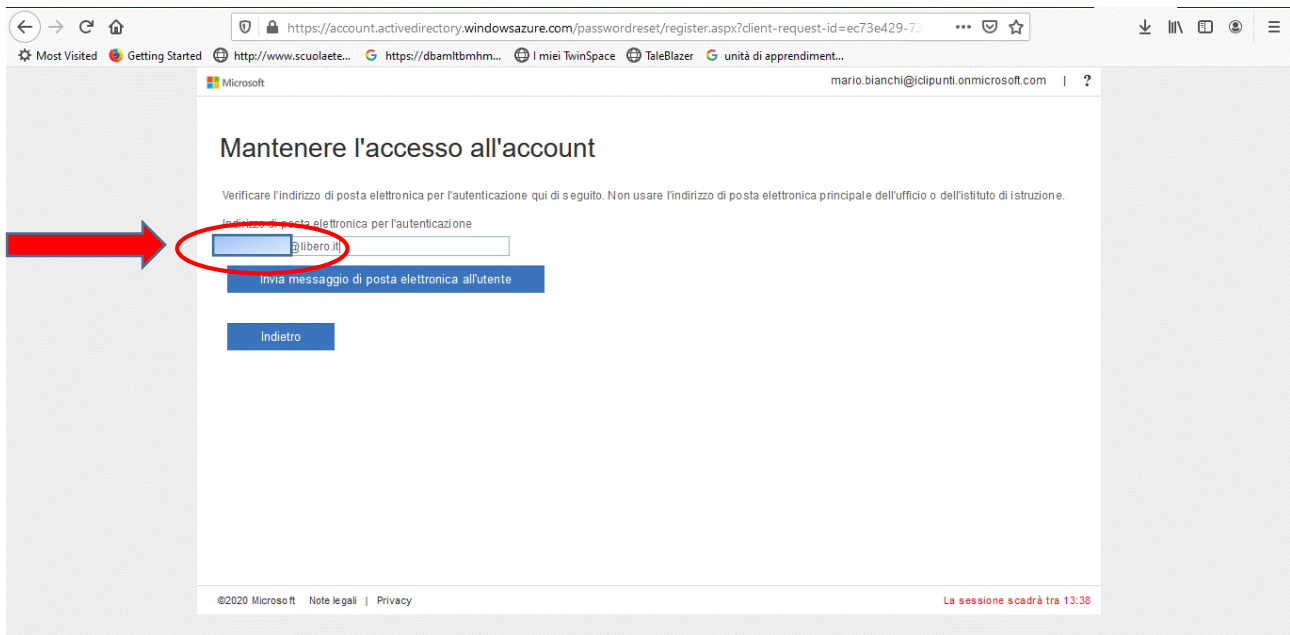 https://account.activedirectory.windowsazure.com/passwordreset/register.aspx?client-request-id=ec73e429-73
Most Visited Getting Started http://www.scuolaete... https://dbamltbmhm... I miei TwinSpace TaleBlazer unità di apprendiment...
Microsoft mario.bianchi@iclipunti.onmicrosoft.com | ?
Mantenere l'accesso all'account
Verificare l'indirizzo di posta elettronica per l'autenticazione qui di seguito. Non usare l'indirizzo di posta elettronica principale dell'ufficio o dell'istituto di istruzione.
Indirizzo di posta elettronica per l'autenticazione
@libero.it
Invia messaggio di posta elettronica all'utente
Indietro
©2020 Microsoft Note legali | Privacy La sessione scadrà tra 13:38